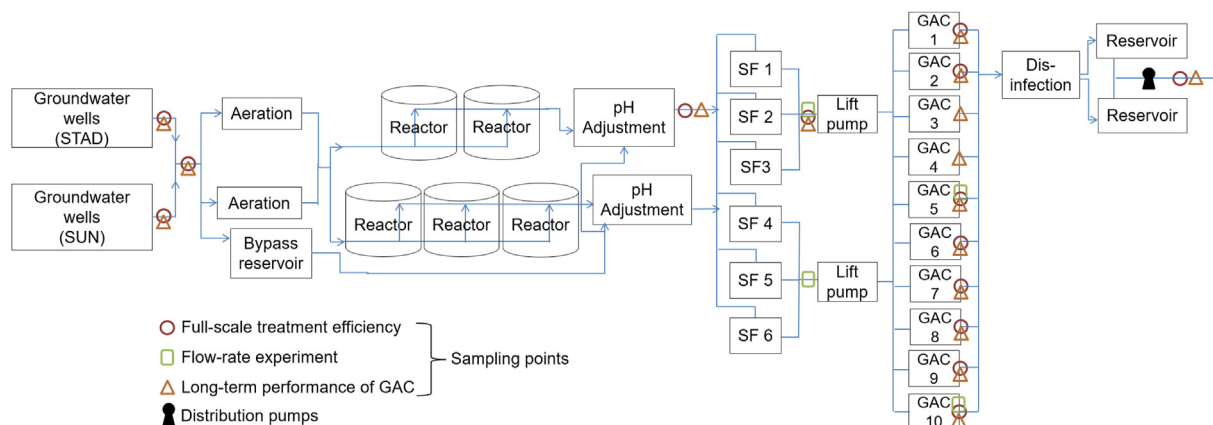 Groundwater
wells
(STAD)
Groundwater
wells
(SUN)
Aeration
Aeration
Bypass
reservoir
Reactor
Reactor
Reactor
Reactor
Reactor
pH
Adjustment
pH
Adjustment
SF 1
SF 2
SF3
SF 4
SF 5
SF 6
Lift
pump
Lift
pump
GAC
1
GAC
2
GAC
3
GAC
4
GAC
5
GAC
6
GAC
7
GAC
8
GAC
9
GAC
10
Dis-
infection
Reservoir
Reservoir
Full-scale treatment efficiency
Flow-rate experiment
Long-term performance of GAC
Sampling points
Distribution pumps